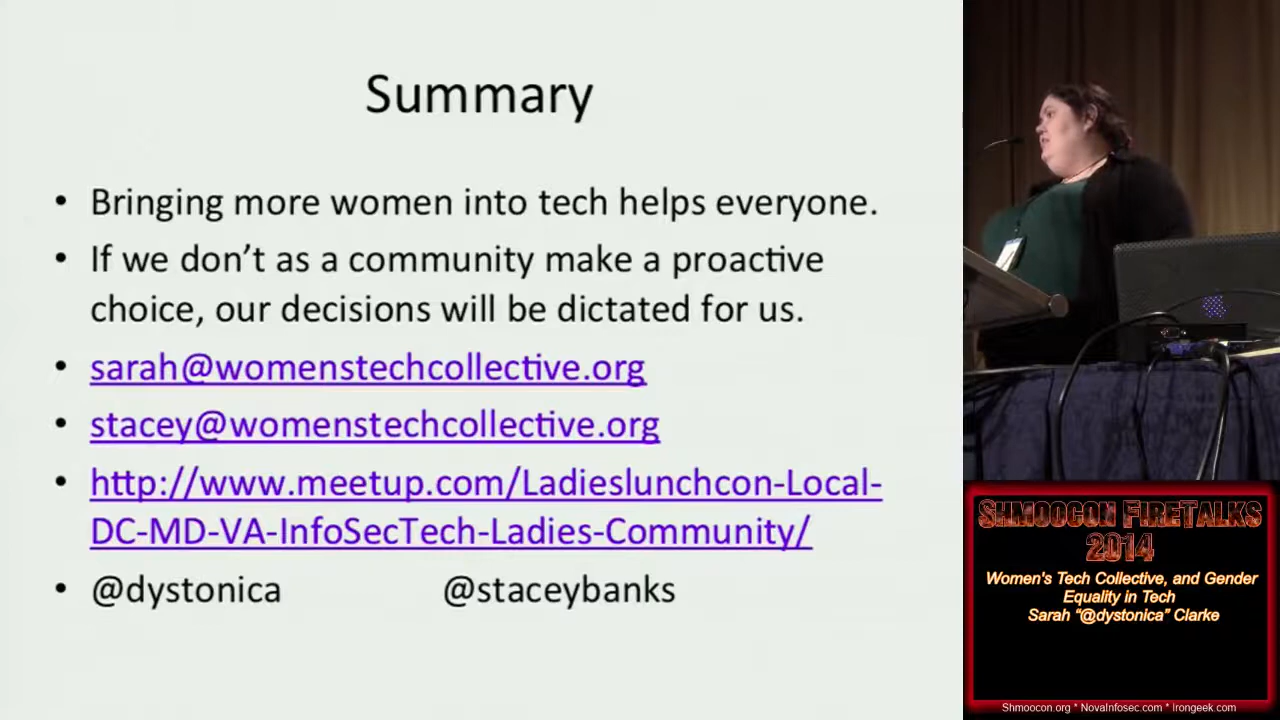 Summary
• Bringing more women into tech helps everyone.
• If we don't as a community make a proactive
choice, our decisions will be dictated for us.
• sarah@womenstechcollective.org
• stacey@womenstechcollective.org
• http://www.meetup.com/Ladieslunchcon-Local-
DC-MD-VA-InfoSecTech-Ladies-Community/
• @dystonica @staceybanks
Shmoocon FireTalks
2014
Women's Tech Collective, and Gender
Equality in Tech
Sarah "@dystonica" Clarke
Shmoocon.org * NovaInfosec.com * Irongeek.com